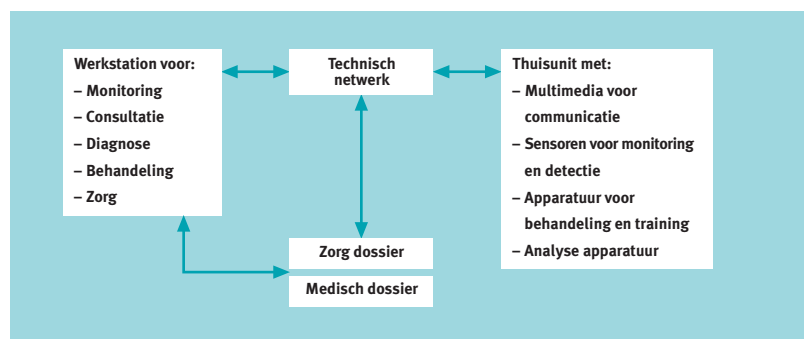 Werkstation voor:
– Monitoring
– Consultatie
– Diagnose
– Behandeling
– Zorg
Technisch
netwerk
Thuisunit met:
– Multimedia voor
communicatie
– Sensoren voor monitoring
en detectie
– Apparatuur voor
behandeling en training
– Analyse apparatuur
Zorg dossier
Medisch dossier